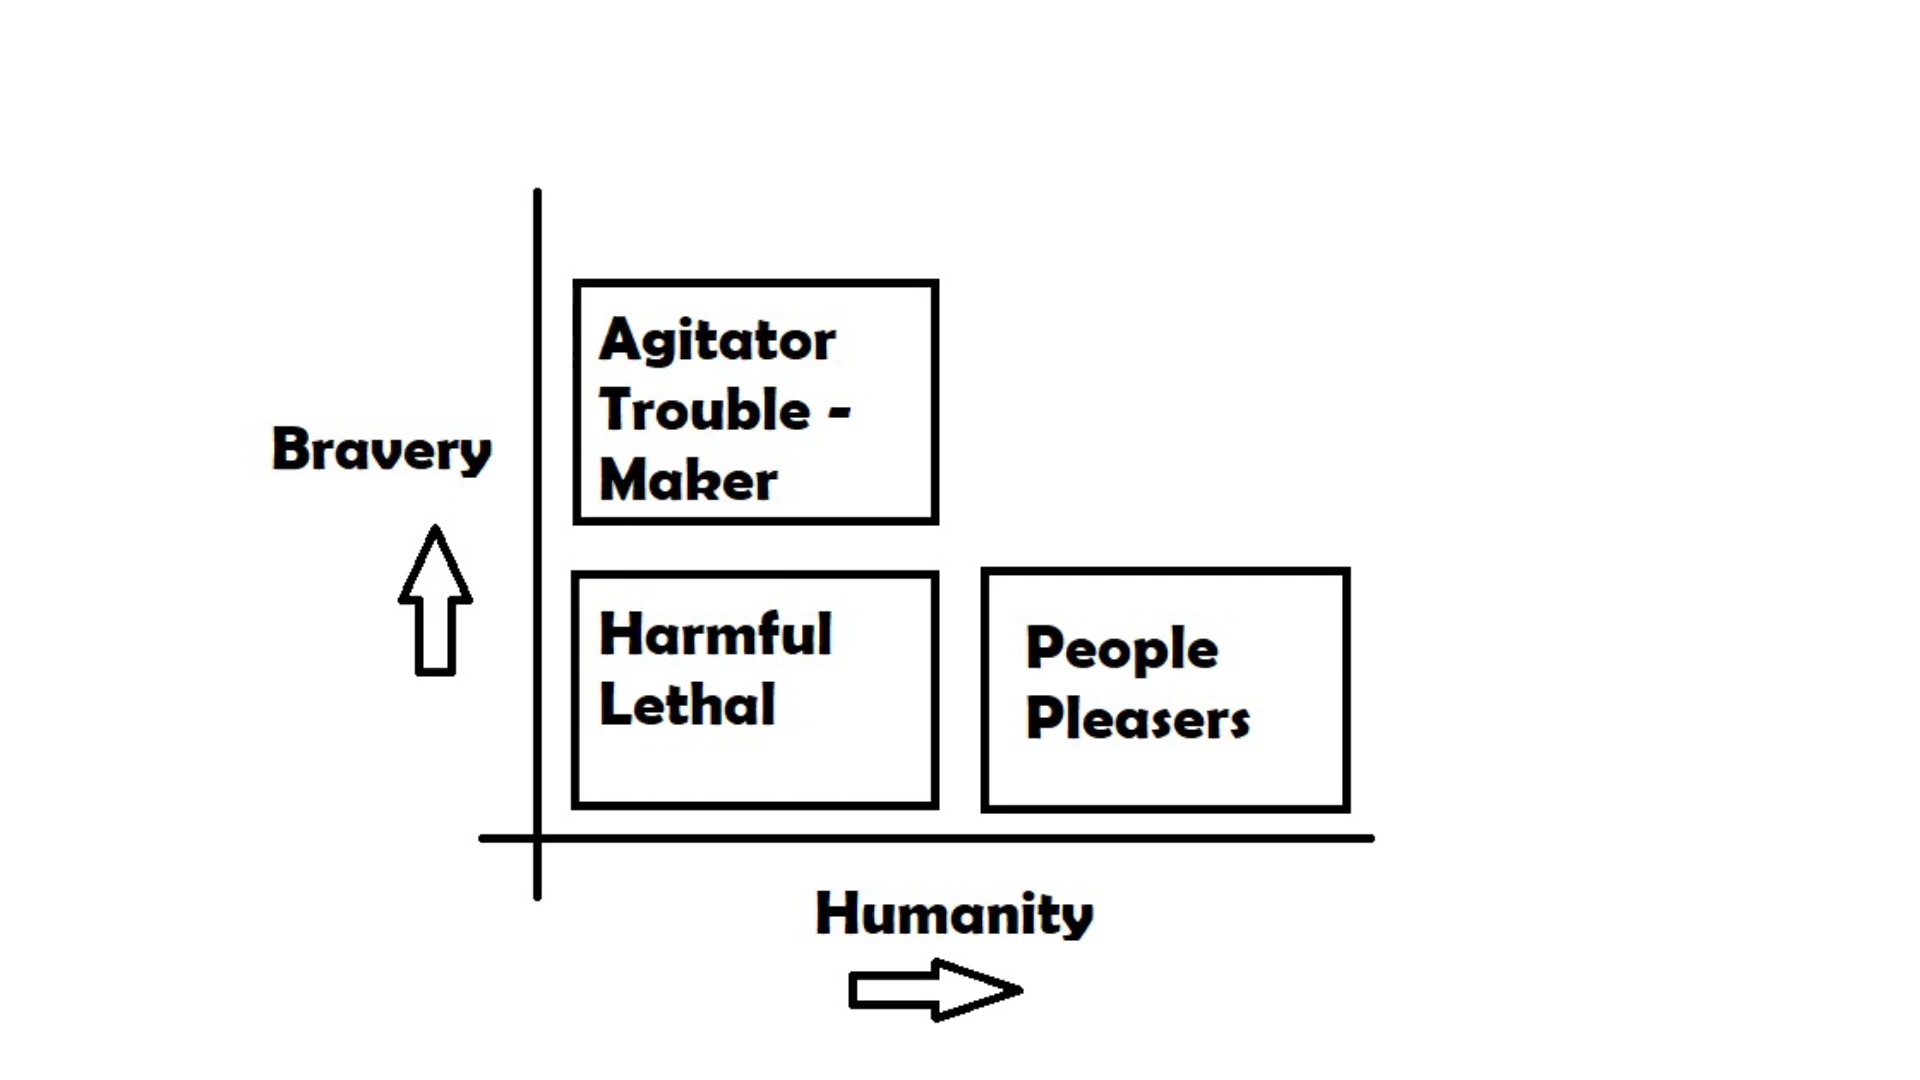 Agitator
Trouble -
Maker
Bravery
Harmful
Lethal
People
Pleasers
Humanity